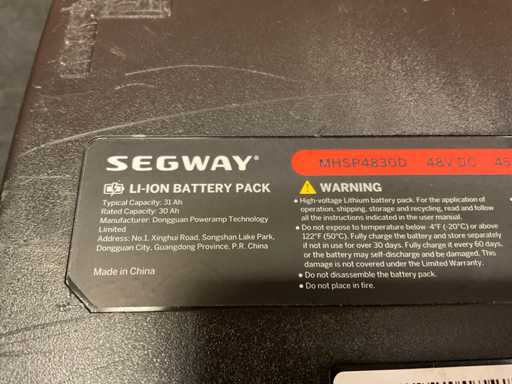 SEGWAY
LI-ION BATTERY PACK
Typical Capacity: 31 Ah
Rated Capacity: 30 Ah
Manufacturer: Dongguan Poweramp Technology
Limited
Address: No.1. Xinghui Road, Songshan Lake Park,
Dongguan City, Guangdong Province, P.R. China
Made in China
MHSP4830D 48V DC
WARNING
• High-voltage Lithium battery pack. For the application of
operation, shipping, storage and recycling, read and follow
all the instructions indicated in the user manual.
• Do not expose to temperature below -4°F (-20°C) or above
122°F (50°C). Fully charge the battery and store separately
if not in use for over 30 days. Fully charge it every 60 days.
or the battery may self-discharge and be damaged. This
damage is not covered under the Limited Warranty.
• Do not disassemble the battery pack.
• Do not place in fire.